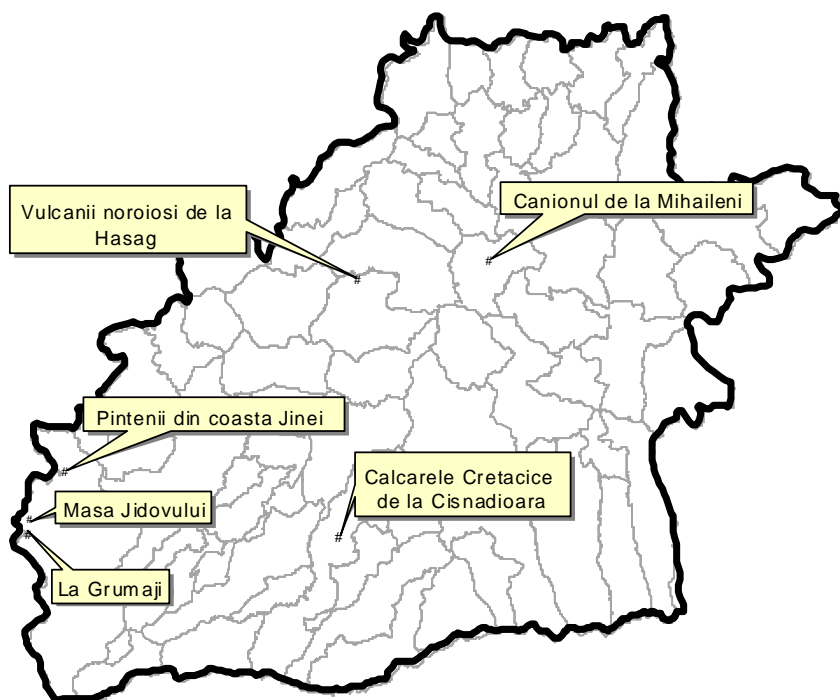 Vulcanii noroiosi de la
Hasag
Canionul de la Mihaileni
Pintenii din coasta Jinei
Calcarele Cretacice
de la Cisnadioara
Masa Jidovului
La Grumaji